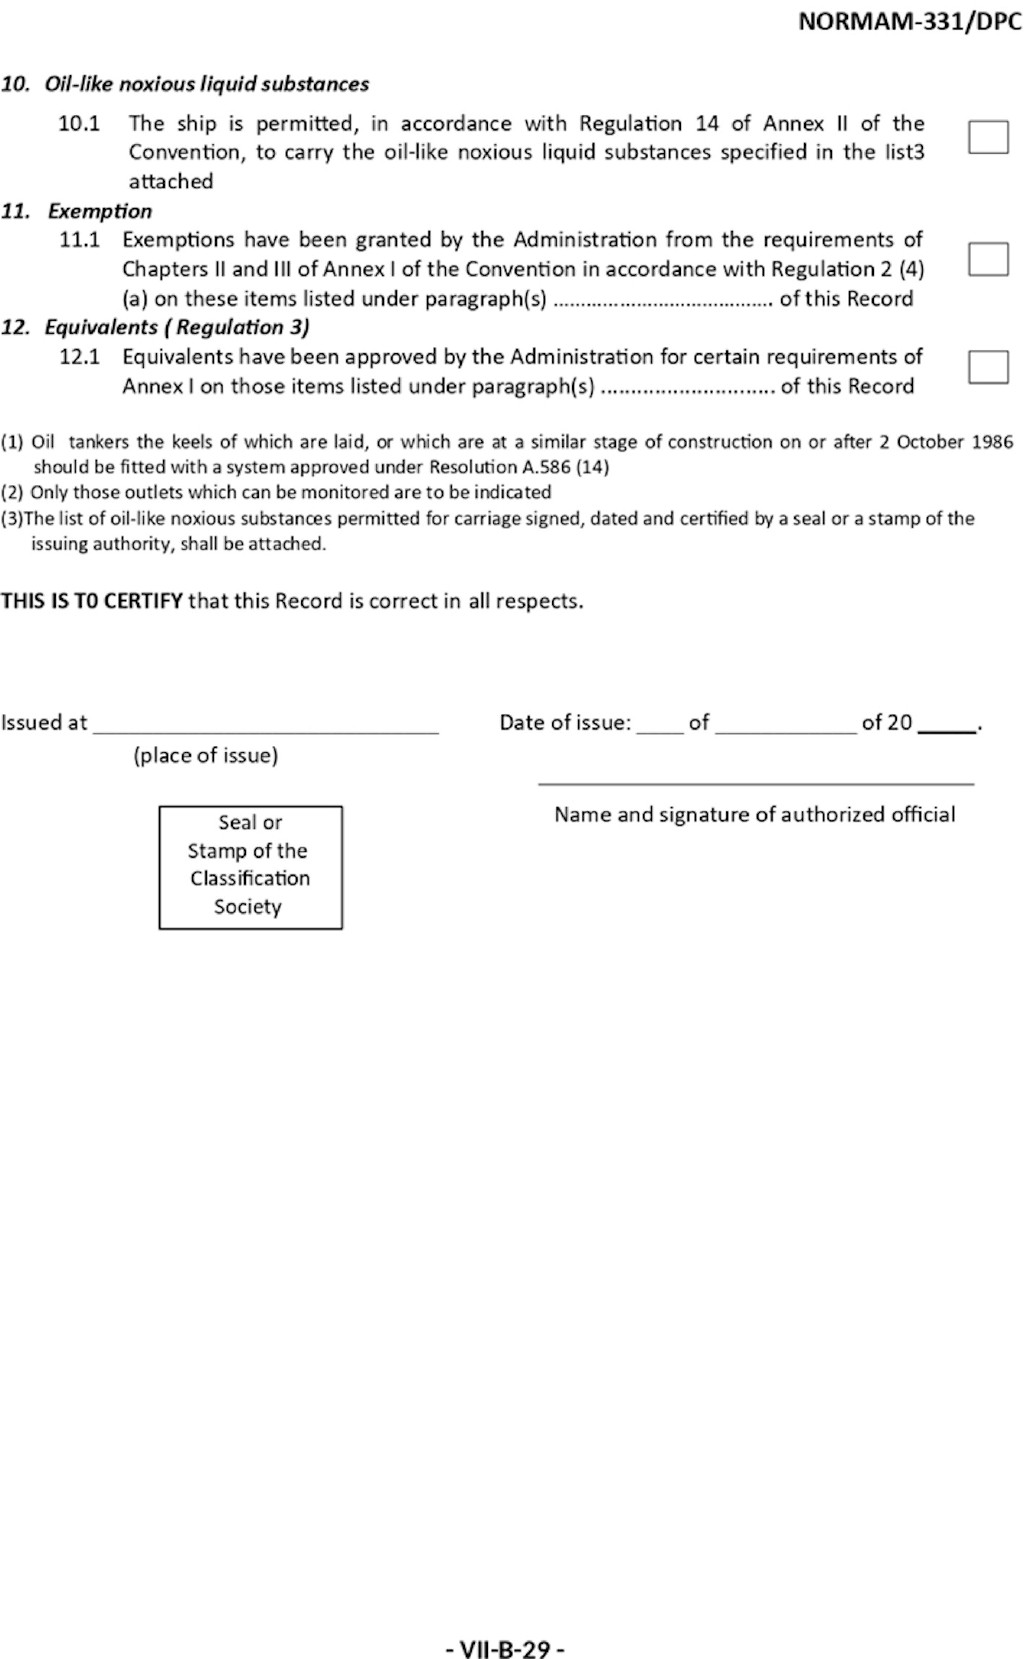 NORMAM-331/DPC
10. Oil-like noxious liquid substances
10.1 The ship is permitted, in accordance with Regulation 14 of Annex II of the
Convention, to carry the oil-like noxious liquid substances specified in the list3
attached
11. Exemption
11.1 Exemptions have been granted by the Administration from the requirements of
Chapters II and III of Annex I of the Convention in accordance with Regulation 2 (4)
(a) on these items listed under paragraph(s) ........................................ of this Record
12. Equivalents ( Regulation 3)
12.1 Equivalents have been approved by the Administration for certain requirements of
Annex I on those items listed under paragraph(s) ............................. of this Record
(1) Oil tankers the keels of which are laid, or which are at a similar stage of construction on or after 2 October 1986
should be fitted with a system approved under Resolution A.586 (14)
(2) Only those outlets which can be monitored are to be indicated
(3)The list of oil-like noxious substances permitted for carriage signed, dated and certified by a seal or a stamp of the
issuing authority, shall be attached.
THIS IS T0 CERTIFY that this Record is correct in all respects.
Issued at _____________________________ Date of issue: ____ of ____________ of 20 _____.
(place of issue)
Name and signature of authorized official
Seal or
Stamp of the
Classification
Society
- VII-B-29 -